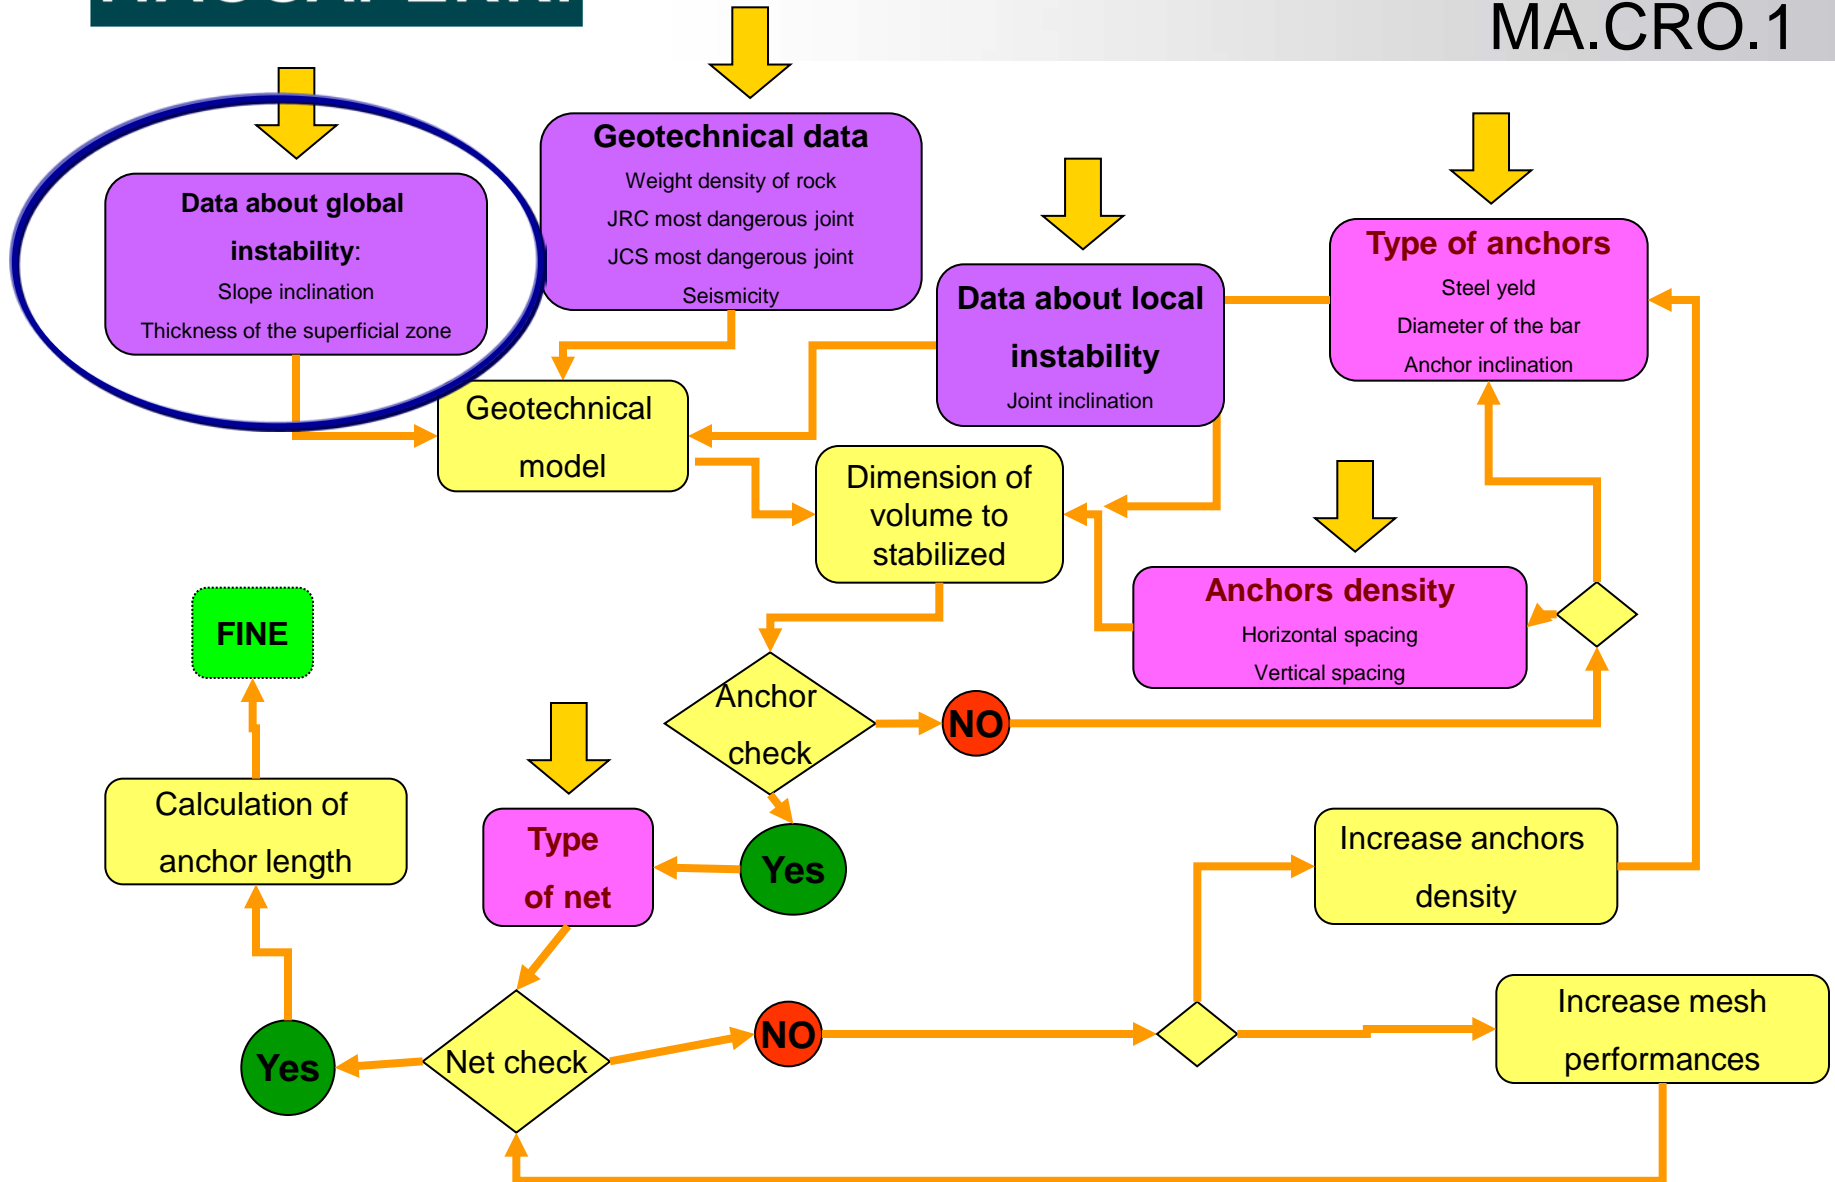 MA.CRO.1
Data about global
instability:
Slope inclination
Thickness of the superficial zone
Geotechnical data
Weight density of rock
JRC most dangerous joint
JCS most dangerous joint
Seismicity
Data about local
instability
Joint inclination
Type of anchors
Steel yeld
Diameter of the bar
Anchor inclination
Geotechnical
model
Dimension of
volume to
stabilized
Anchors density
Horizontal spacing
Vertical spacing
FINE
Anchor
check
NO
Calculation of
anchor length
Type
of net
Yes
Increase anchors
density
Yes
Net check
NO
Increase mesh
performances